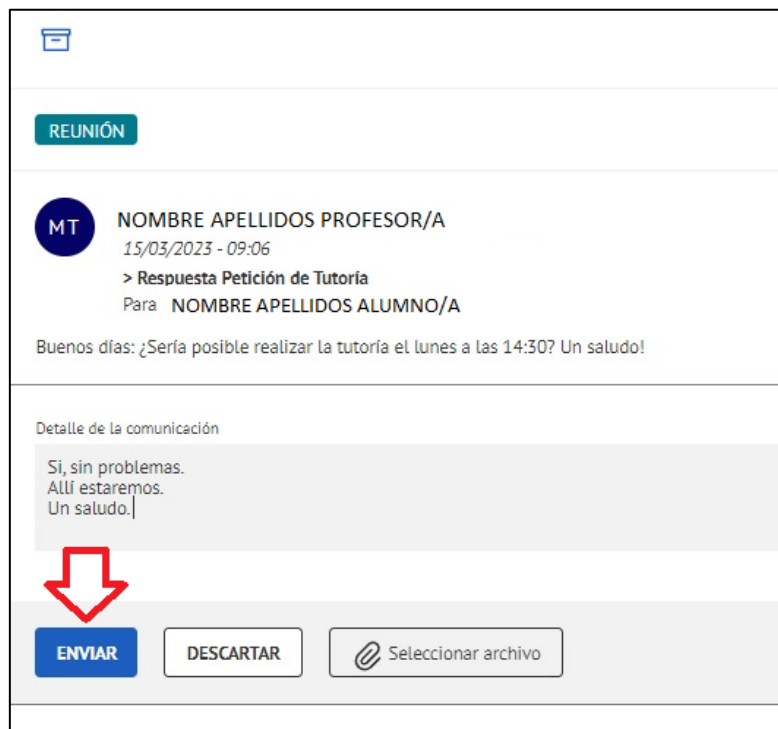 REUNIÓN
MT
NOMBRE APELLIDOS PROFESOR/A
15/03/2023 - 09:06
> Respuesta Petición de Tutoría
Para NOMBRE APELLIDOS ALUMNO/A
Buenos días: ¿Sería posible realizar la tutoría el lunes a las 14:30? Un saludo!
Detalle de la comunicación
Si, sin problemas.
Allí estaremos.
Un saludo.
ENVIAR DESCARTAR Seleccionar archivo